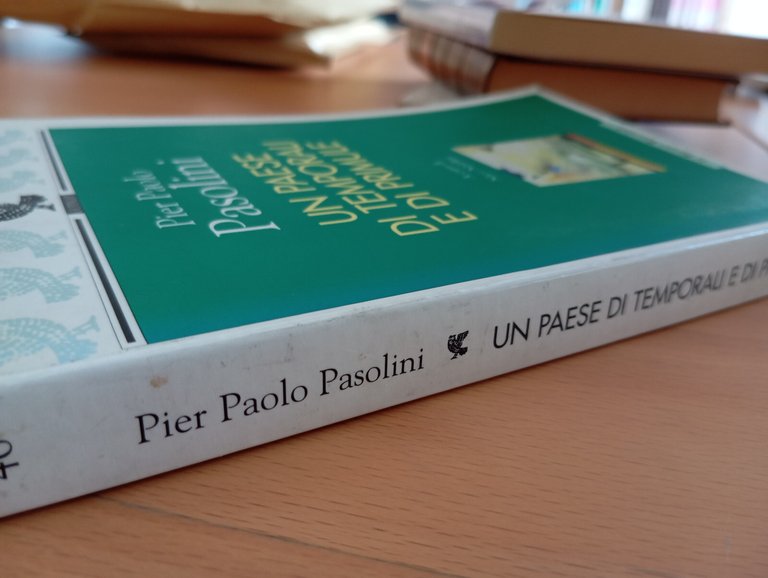 Pier Paolo
Pasolini
UN PAESE
DI TEMPORALI
E DI PRIMULE
Pier Paolo Pasolini UN PAESE DI TEMPORALI E DI P